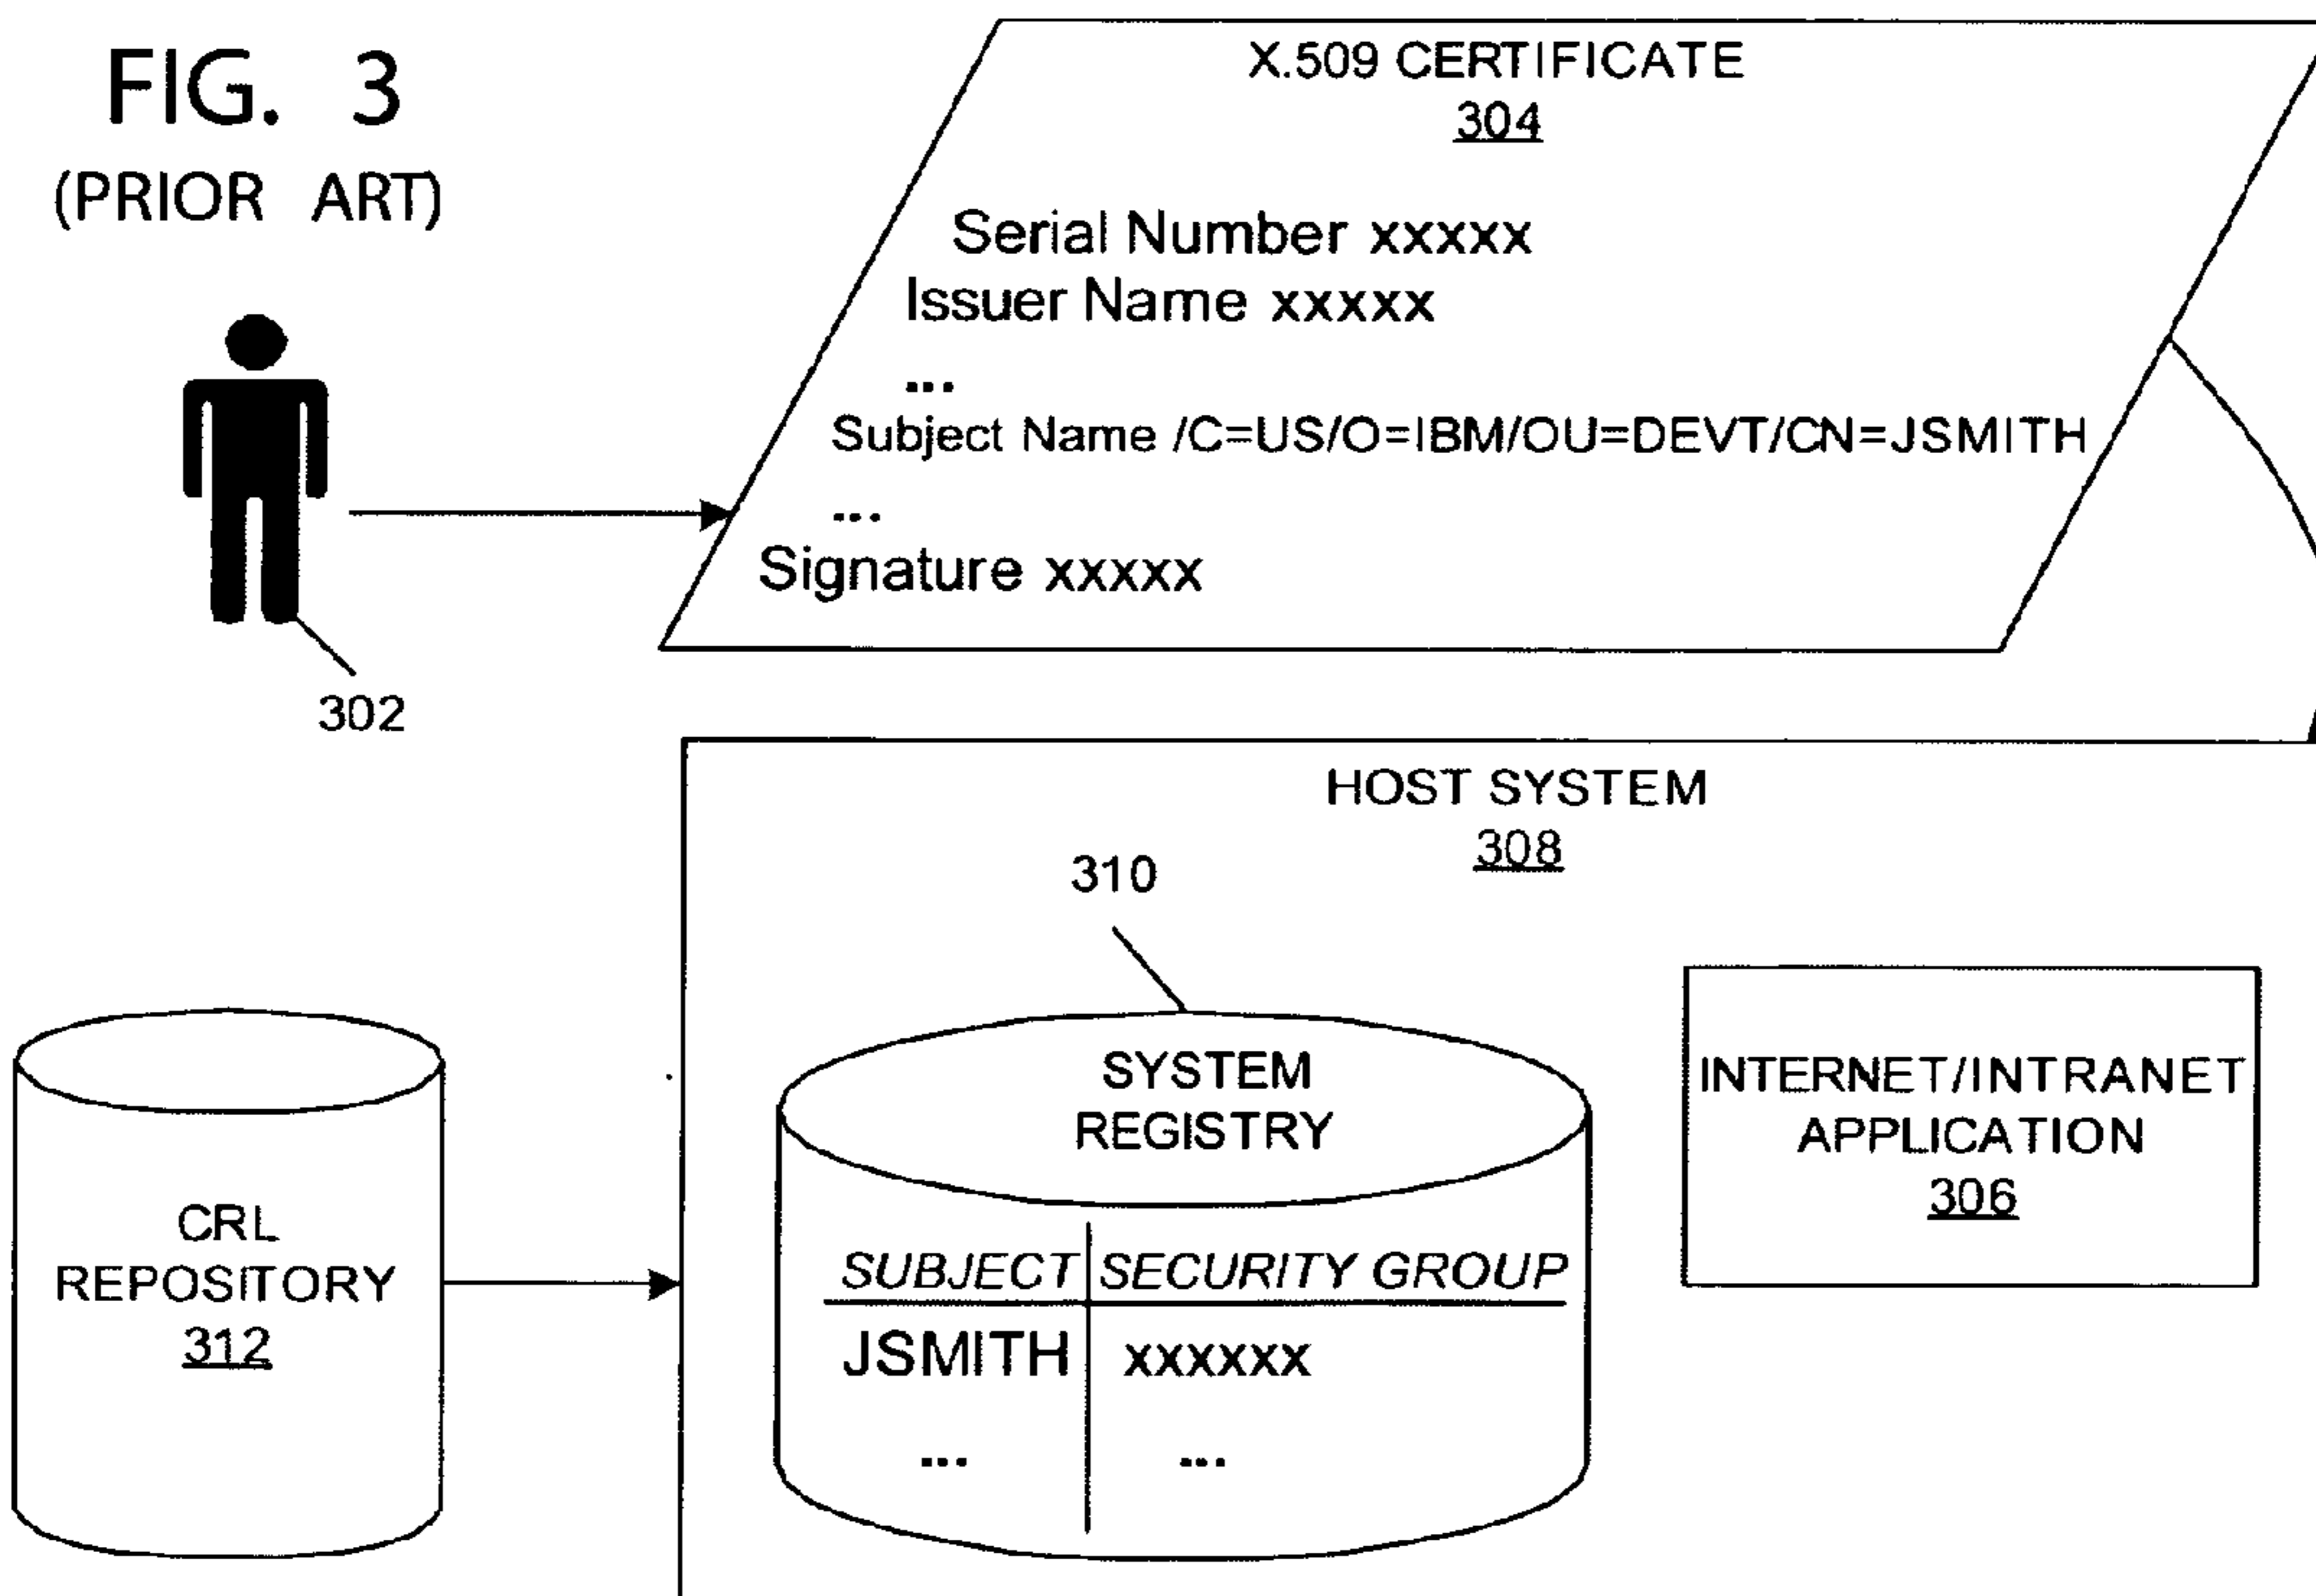 FIG. 3
(PRIOR ART)
X.509 CERTIFICATE
304
Serial Number xxxxx
Issuer Name xxxxx
...
Subject Name /C=US/O=IBM/OU=DEVT/CN=JSMITH
...
Signature xxxxx
302
HOST SYSTEM
308
310
SYSTEM
REGISTRY
SUBJECT SECURITY GROUP
JSMITH xxxxxx
... ...
INTERNET/INTRANET
APPLICATION
306
CRL
REPOSITORY
312